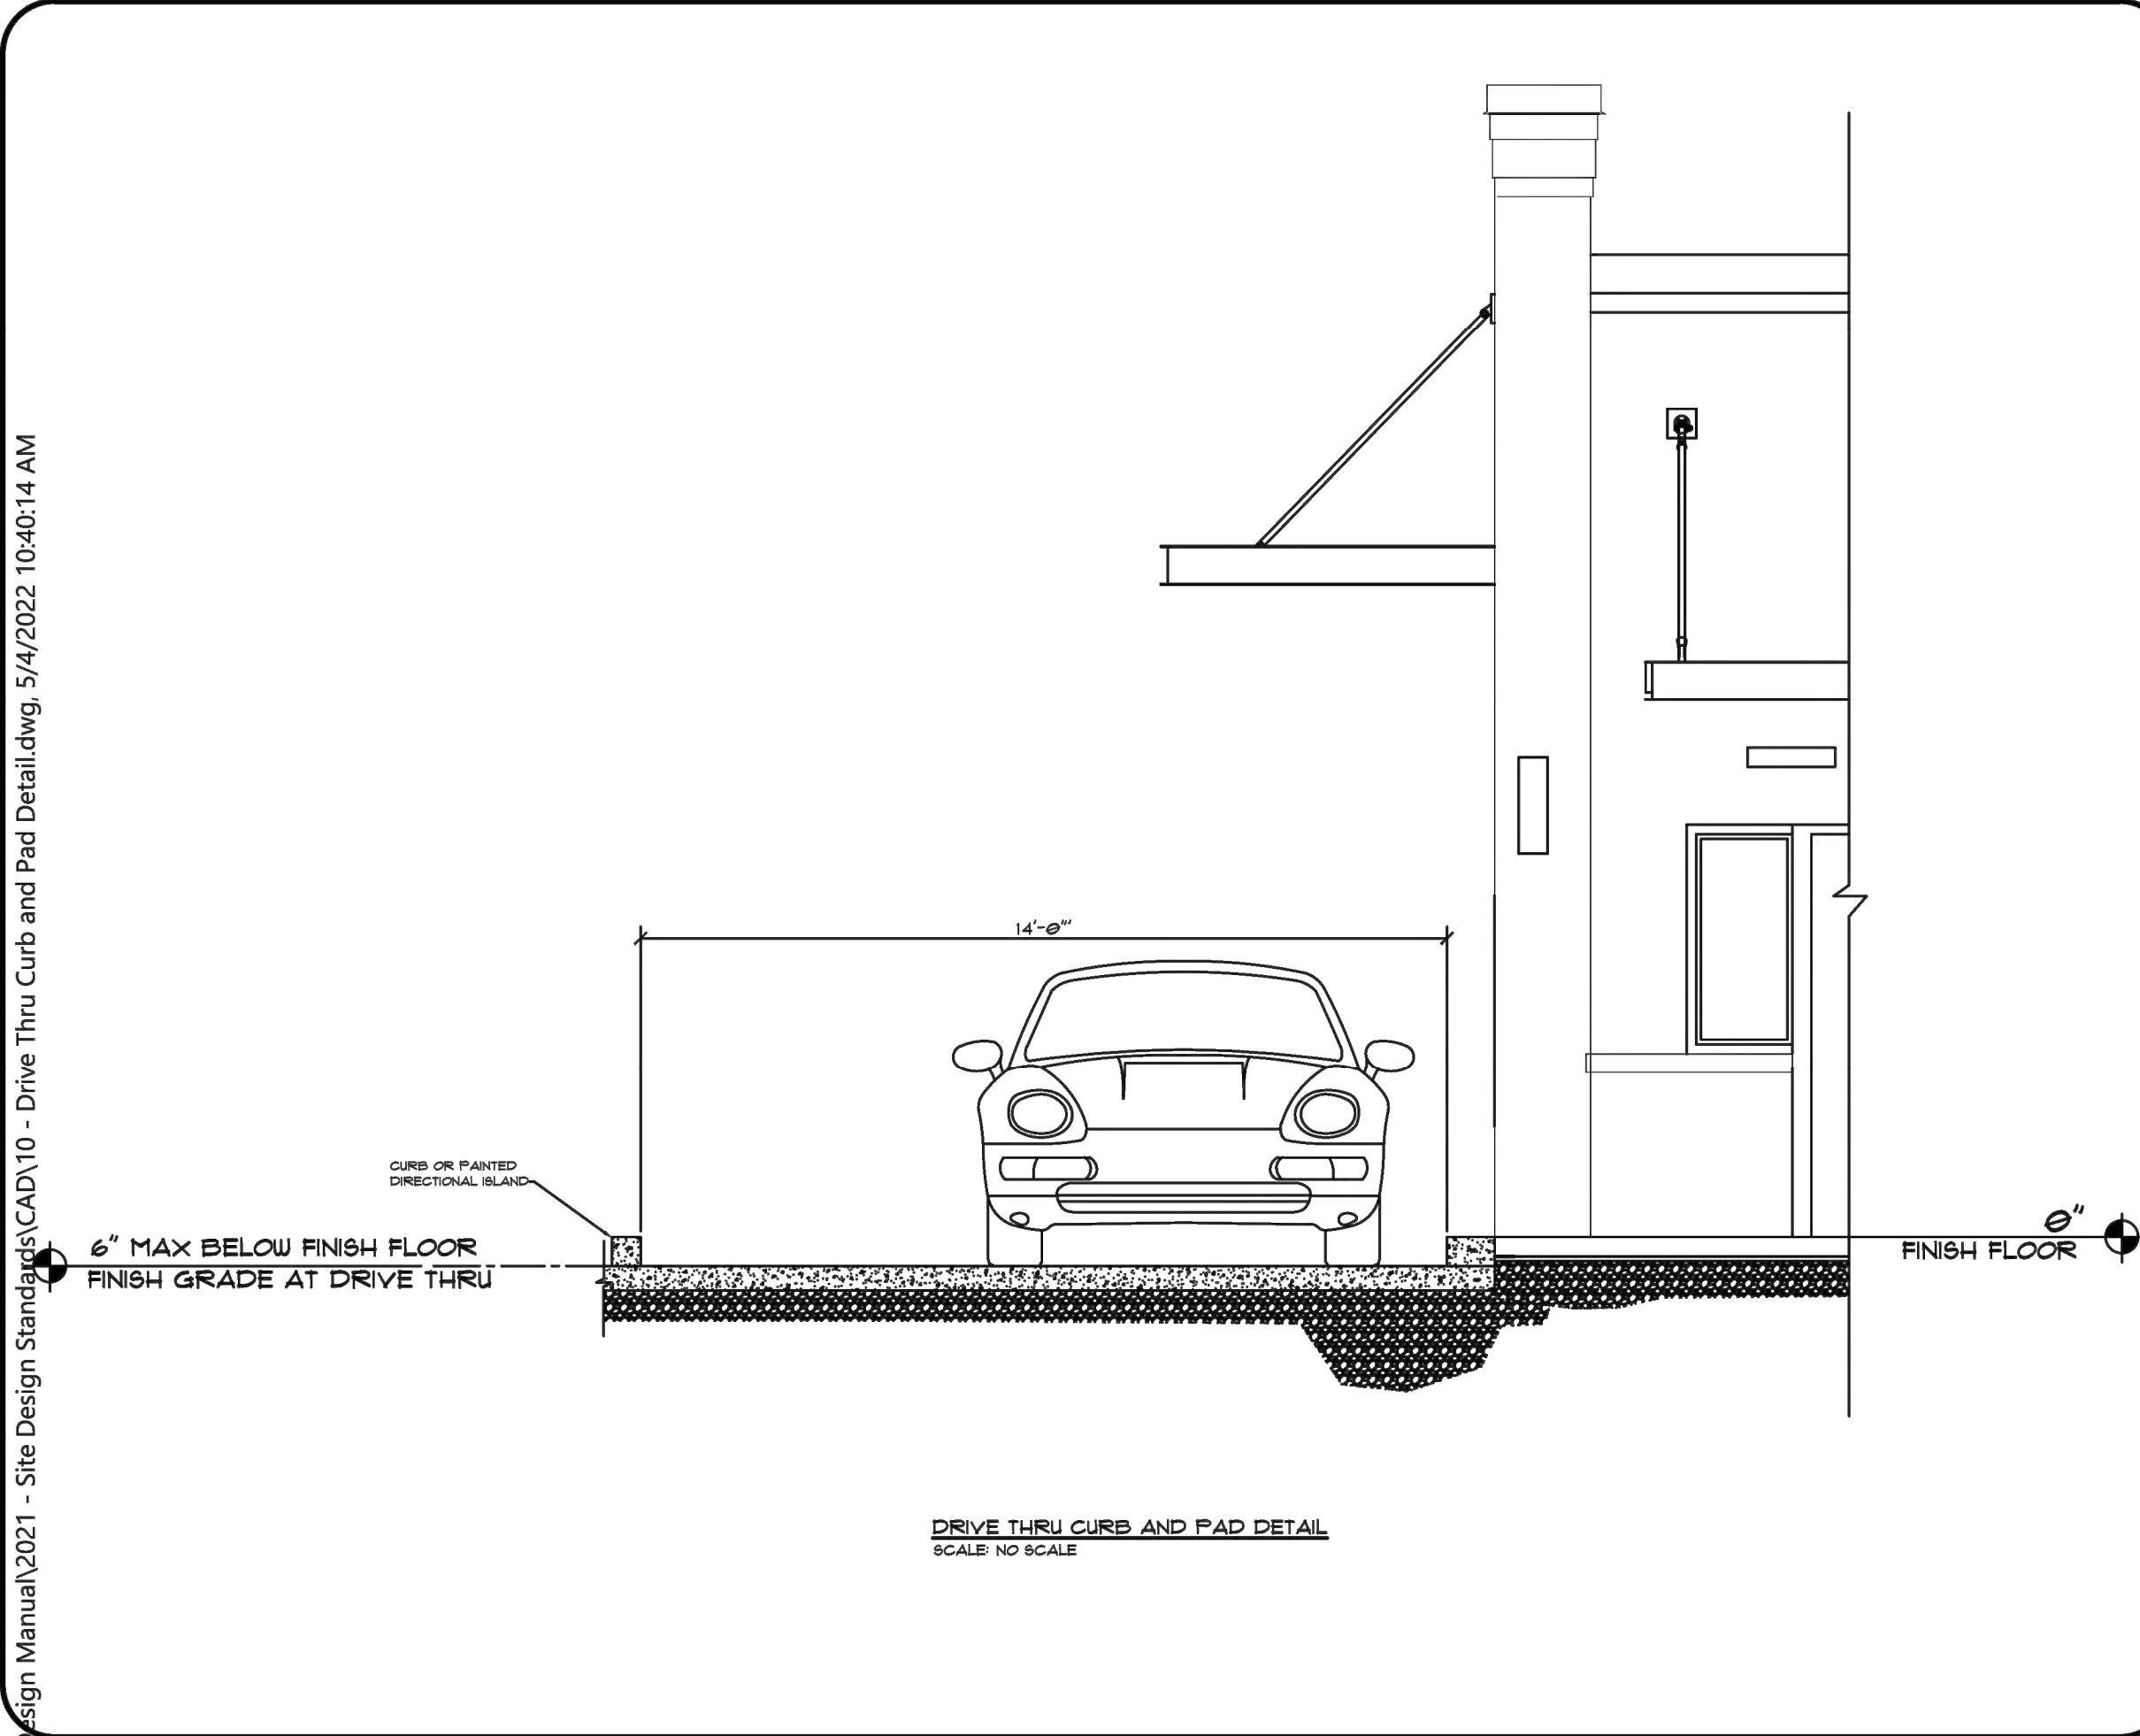 esign Manual\2021 - Site Design Standards\CAD\10 - Drive Thru Curb and Pad Detail.dwg, 5/4/2022 10:40:14 AM
14'-0"'
CURB OR PAINTED
DIRECTIONAL ISLAND
6" MAX BELOW FINISH FLOOR
FINISH GRADE AT DRIVE THRU
0"
FINISH FLOOR
DRIVE THRU CURB AND PAD DETAIL
SCALE: NO SCALE